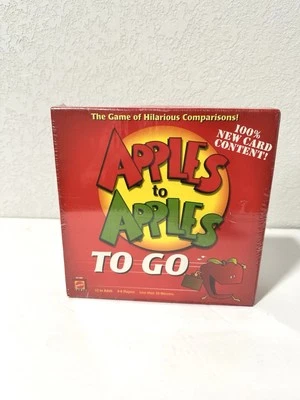 The Game of Hilarious Comparisons!
100%
NEW CARD
CONTENT!
APPLES
to
APPLES
TO GO